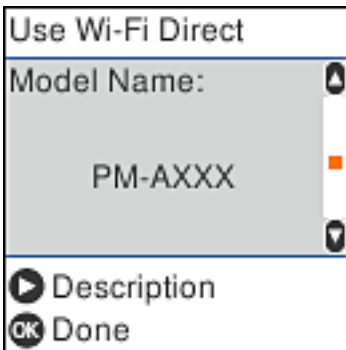 Use Wi-Fi Direct
Model Name:
PM-AXXX
Description
OK Done